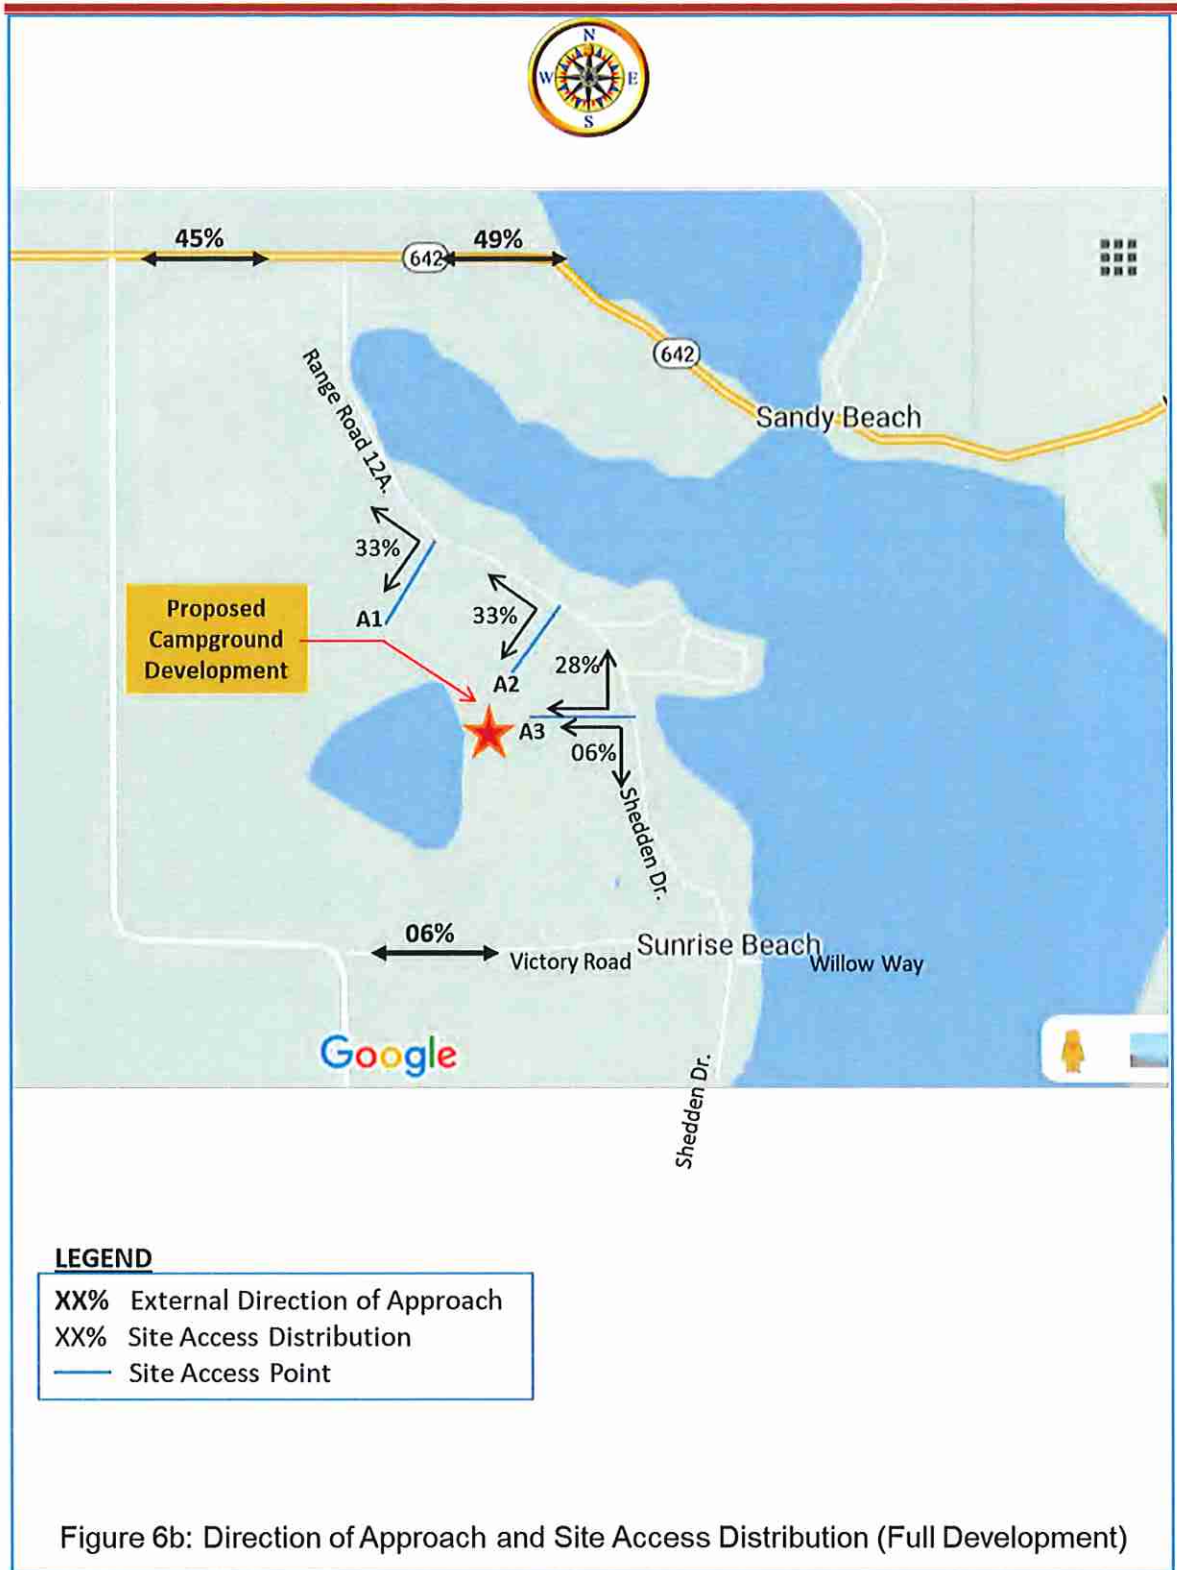 N
W E
S
45%
49%
642
642
Range Road 12A.
Sandy Beach
33%
A1
Proposed
Campground
Development
33%
A2
28%
A3
06%
Shedden Dr.
06%
Victory Road
Sunrise Beach
Willow Way
Google
Shedden Dr.
LEGEND
XX% External Direction of Approach
XX% Site Access Distribution
Site Access Point
Figure 6b: Direction of Approach and Site Access Distribution (Full Development)